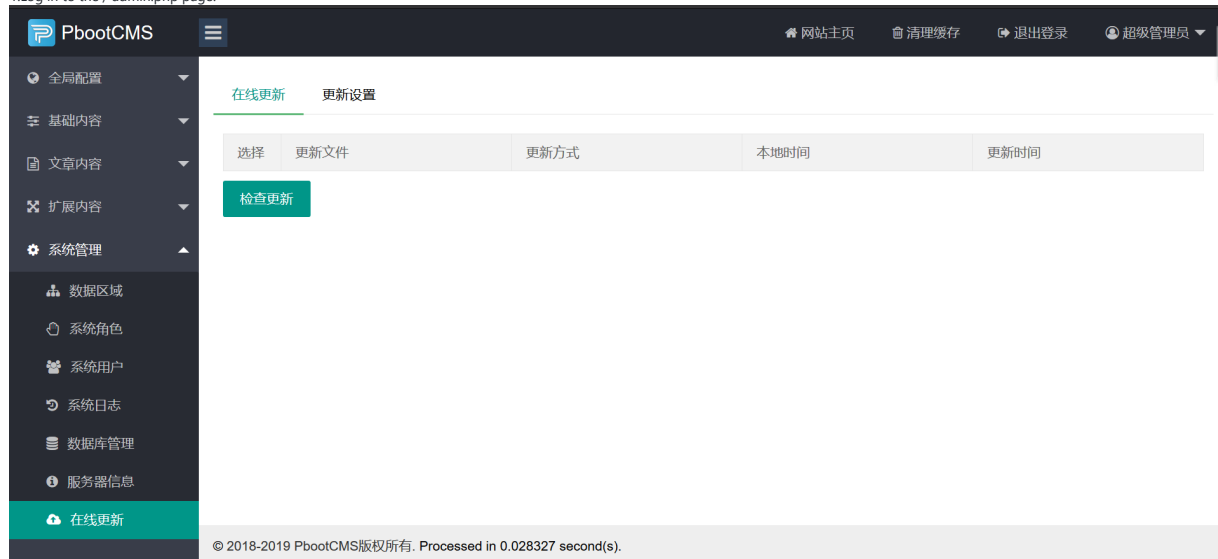 PbootCMS
网站主页 清理缓存 退出登录 超级管理员
全局配置
基础内容
文章内容
扩展内容
系统管理
数据区域
系统角色
系统用户
系统日志
数据库管理
服务器信息
在线更新
在线更新 更新设置
选择 更新文件 更新方式 本地时间 更新时间
检查更新
© 2018-2019 PbootCMS版权所有. Processed in 0.028327 second(s).